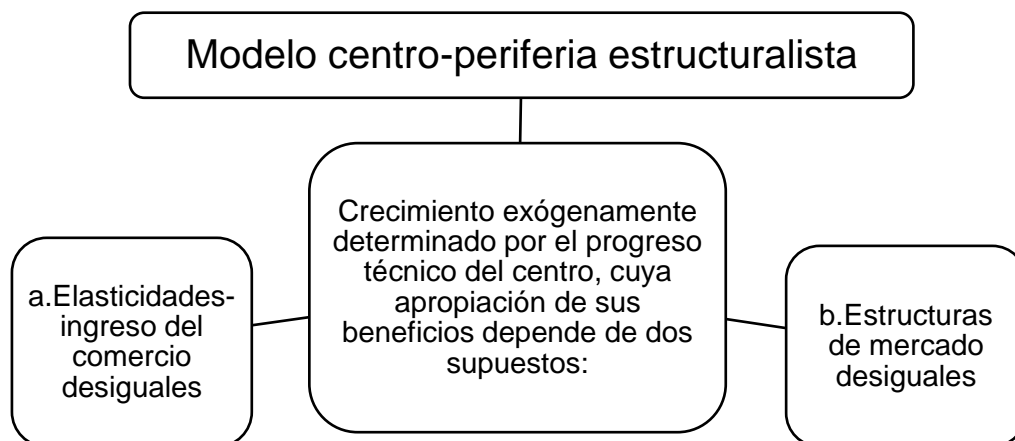 Modelo centro-periferia estructuralista
Crecimiento exógenamente
determinado por el progreso
técnico del centro, cuya
apropiación de sus
beneficios depende de dos
supuestos:
a.Elasticidades-
ingreso del
comercio
desiguales
b.Estructuras
de mercado
desiguales